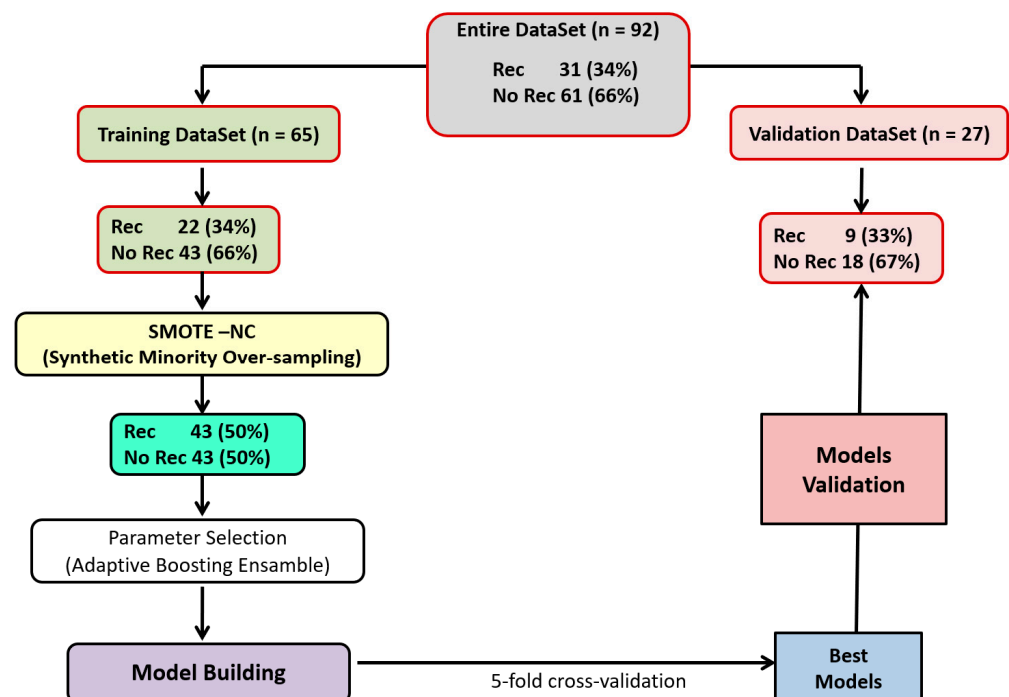 Entire DataSet (n = 92)
Rec 31 (34%)
No Rec 61 (66%)
Training DataSet (n = 65)
Validation DataSet (n = 27)
Rec 22 (34%)
No Rec 43 (66%)
Rec 9 (33%)
No Rec 18 (67%)
SMOTE –NC
(Synthetic Minority Over-sampling)
Rec 43 (50%)
No Rec 43 (50%)
Models
Validation
Parameter Selection
(Adaptive Boosting Ensamble)
Model Building
5-fold cross-validation
Best
Models